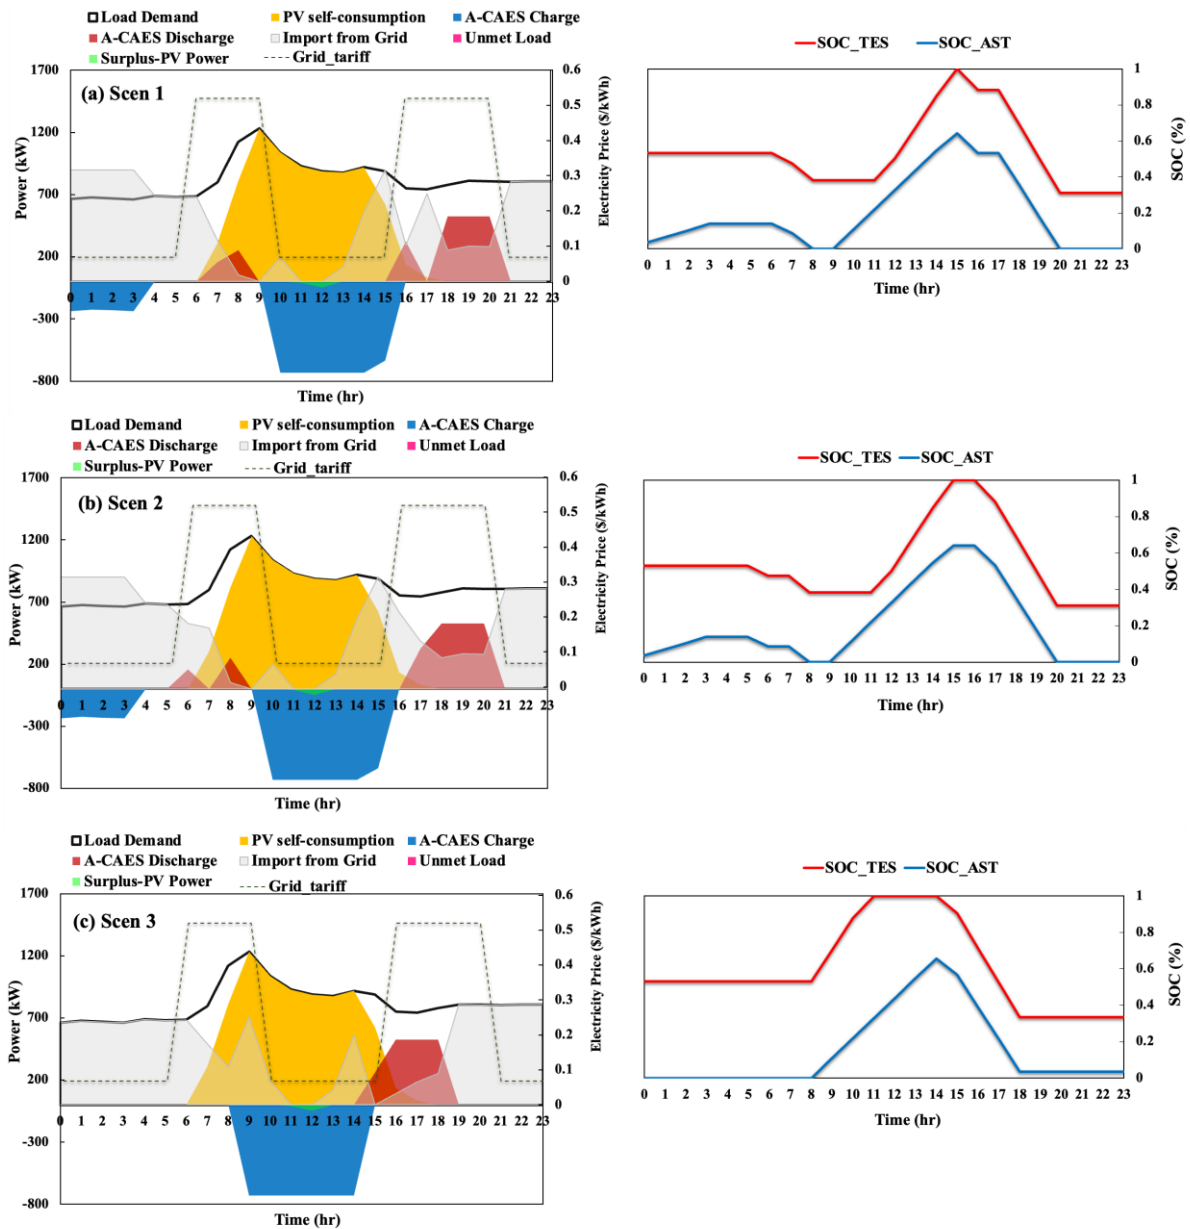 Load Demand PV self-consumption A-CAES Charge
A-CAES Discharge Import from Grid Unmet Load
Surplus-PV Power Grid_tariff
(a) Scen 1
1700
1200
700
200
-300
-800
Power (kW)
0.6
0.5
0.4
0.3
0.2
0.1
0
Electricity Price ($/kWh)
0 1 2 3 4 5 6 7 8 9 10 11 12 13 14 15 16 17 18 19 20 21 22 23
Time (hr)
SOC_TES SOC_AST
1
0.8
0.6
0.4
0.2
0
SOC (%)
0 1 2 3 4 5 6 7 8 9 10 11 12 13 14 15 16 17 18 19 20 21 22 23
Time (hr)
Load Demand PV self-consumption A-CAES Charge
A-CAES Discharge Import from Grid Unmet Load
Surplus-PV Power Grid_tariff
(b) Scen 2
1700
1200
700
200
-300
-800
Power (kW)
0.6
0.5
0.4
0.3
0.2
0.1
0
Electricity Price ($/kWh)
0 1 2 3 4 5 6 7 8 9 10 11 12 13 14 15 16 17 18 19 20 21 22 23
Time (hr)
SOC_TES SOC_AST
1
0.8
0.6
0.4
0.2
0
SOC (%)
0 1 2 3 4 5 6 7 8 9 10 11 12 13 14 15 16 17 18 19 20 21 22 23
Time (hr)
Load Demand PV self-consumption A-CAES Charge
A-CAES Discharge Import from Grid Unmet Load
Surplus-PV Power Grid_tariff
(c) Scen 3
1700
1200
700
200
-300
-800
Power (kW)
0.6
0.5
0.4
0.3
0.2
0.1
0
Electricity Price ($/kWh)
0 1 2 3 4 5 6 7 8 9 10 11 12 13 14 15 16 17 18 19 20 21 22 23
Time (hr)
SOC_TES SOC_AST
1
0.8
0.6
0.4
0.2
0
SOC (%)
0 1 2 3 4 5 6 7 8 9 10 11 12 13 14 15 16 17 18 19 20 21 22 23
Time (hr)